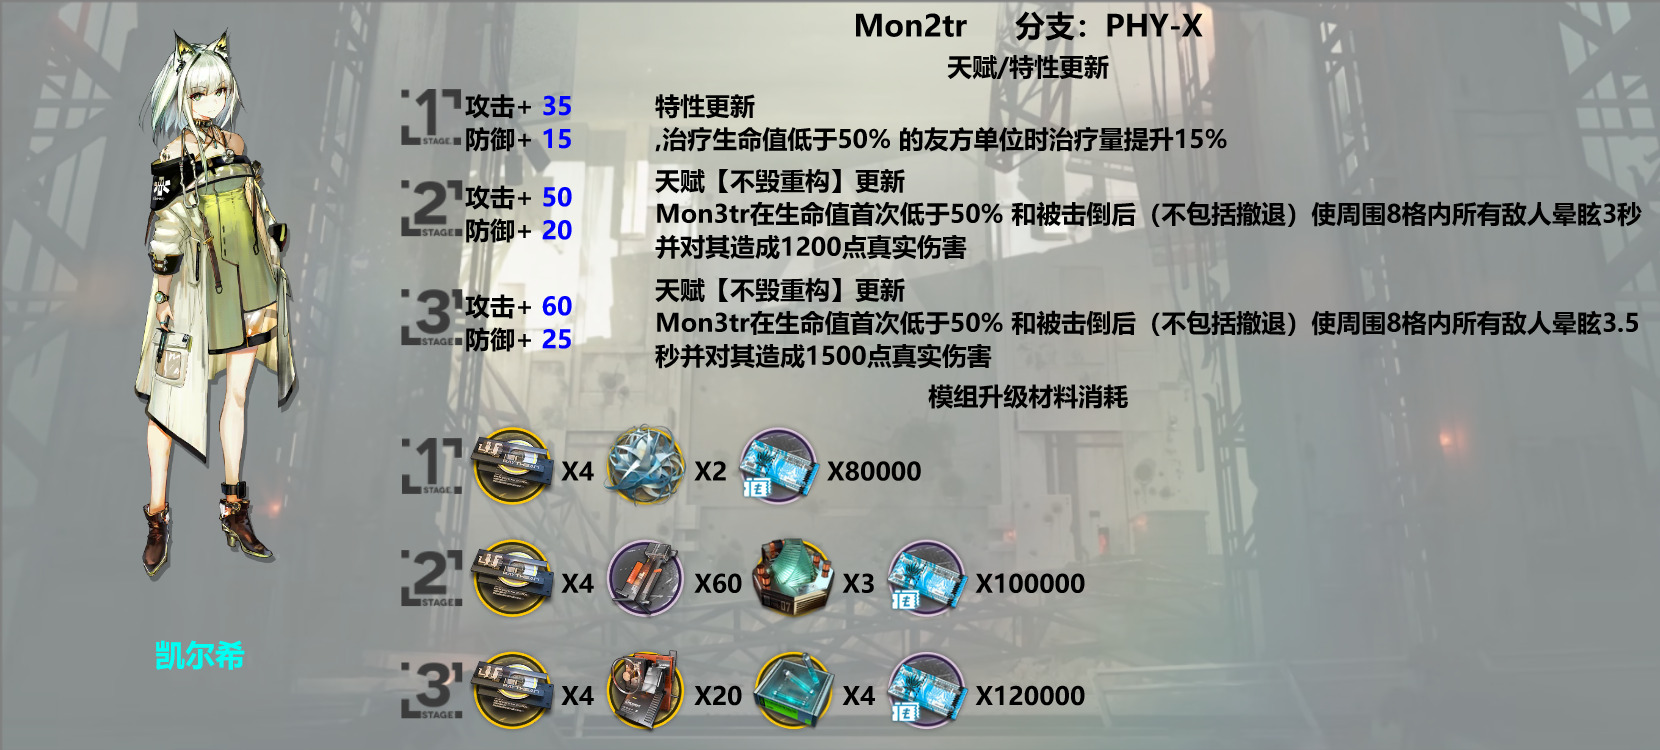 Mon2tr 分支：PHY-X
天赋/特性更新
1 STAGE.
攻击+ 35
防御+ 15
特性更新
,治疗生命值低于50% 的友方单位时治疗量提升15%
2 STAGE.
攻击+ 50
防御+ 20
天赋【不毁重构】更新
Mon3tr在生命值首次低于50% 和被击倒后（不包括撤退）使周围8格内所有敌人晕眩3秒
并对其造成1200点真实伤害
3 STAGE.
攻击+ 60
防御+ 25
天赋【不毁重构】更新
Mon3tr在生命值首次低于50% 和被击倒后（不包括撤退）使周围8格内所有敌人晕眩3.5
秒并对其造成1500点真实伤害
模组升级材料消耗
1 STAGE. X4 X2 X80000
2 STAGE. X4 X60 X3 X100000
3 STAGE. X4 X20 X4 X120000
凯尔希